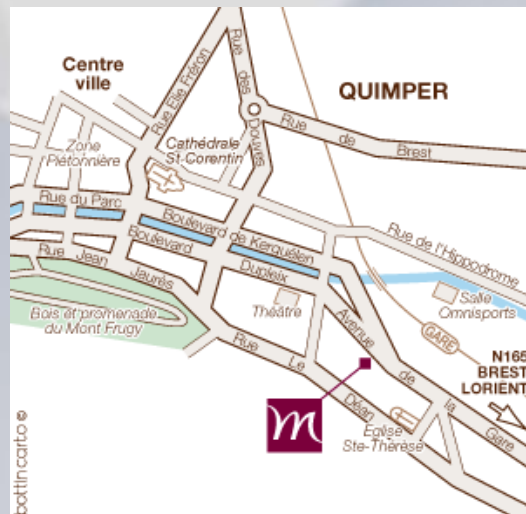 Centre
ville
QUIMPER
Rue Elie Fréron
Rue des Douves
Rue de Brest
Zone
Piétonnière
Cathédrale
St-Corentin
Rue du Parc
Boulevard de Kerguélen
Boulevard Dupleix
Rue de l'Hippodrome
Rue Jean Jaurès
Bois et promenade
du Mont Frugy
Théâtre
Salle
Omnisports
Avenue de la Gare
GARE
N165
BREST
LORIENT
Rue Le Déan
m
Eglise
Ste-Thérèse
bottincarto ©